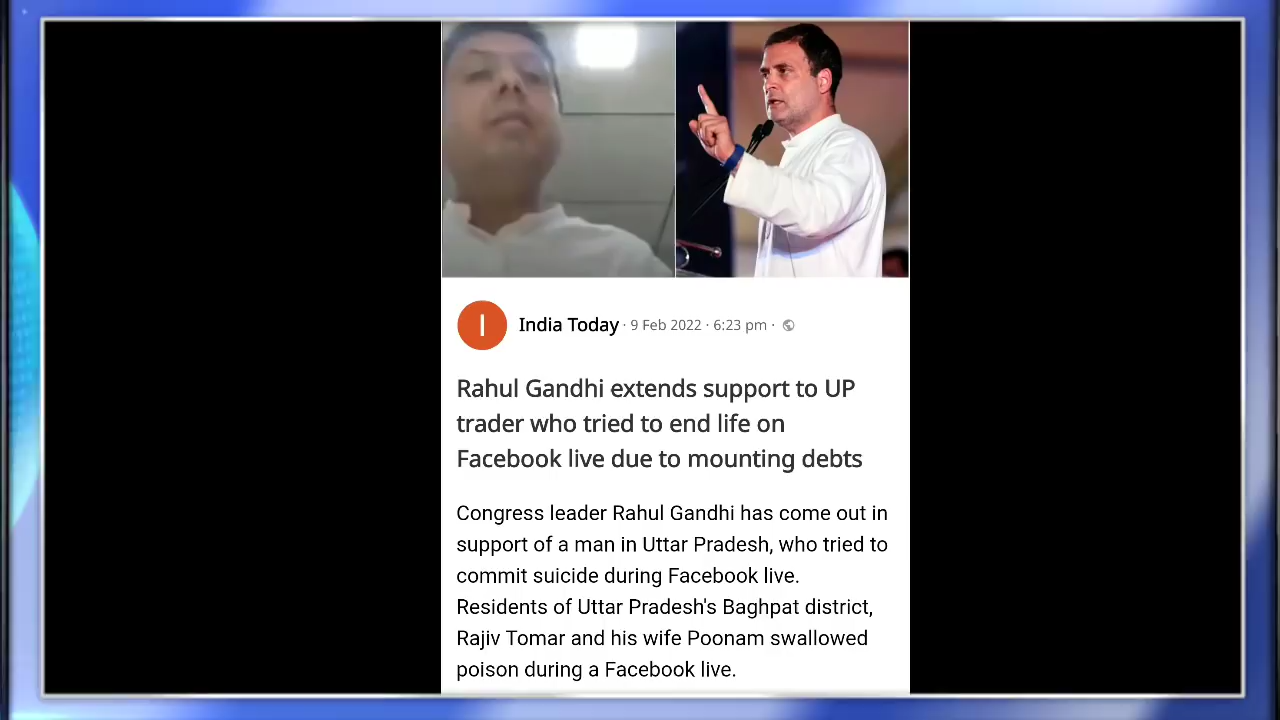 I
India Today · 9 Feb 2022 · 6:23 pm ·
Rahul Gandhi extends support to UP
trader who tried to end life on
Facebook live due to mounting debts
Congress leader Rahul Gandhi has come out in
support of a man in Uttar Pradesh, who tried to
commit suicide during Facebook live.
Residents of Uttar Pradesh's Baghpat district,
Rajiv Tomar and his wife Poonam swallowed
poison during a Facebook live.